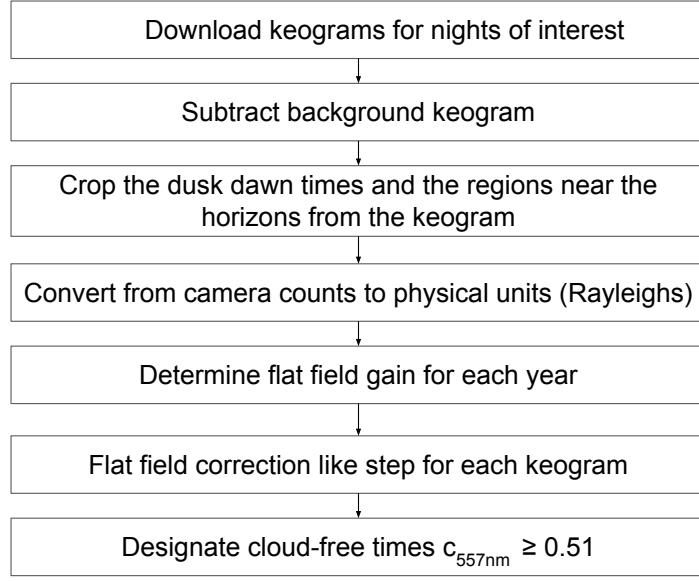 Download keograms for nights of interest
Subtract background keogram
Crop the dusk dawn times and the regions near the
horizons from the keogram
Convert from camera counts to physical units (Rayleighs)
Determine flat field gain for each year
Flat field correction like step for each keogram
Designate cloud-free times c557nm ≥ 0.51